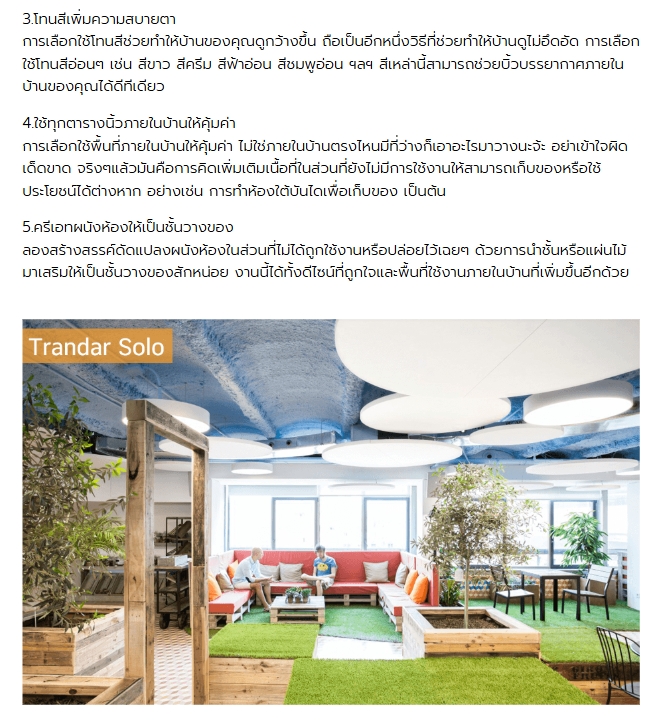 3.โทนสีเพิ่มความสบายตา
การเลือกใช้โทนสีช่วยทำให้บ้านของคุณดูกว้างขึ้น ถือเป็นอีกหนึ่งวิธีที่ช่วยทำให้บ้านดูไม่อึดอัด การเลือก
ใช้โทนสีอ่อนๆ เช่น สีขาว สีครีม สีฟ้าอ่อน สีชมพูอ่อน ฯลฯ สีเหล่านี้สามารถช่วยบิ้วบรรยากาศภายใน
บ้านของคุณได้ดีทีเดียว
4.ใช้ทุกตารางนิ้วภายในบ้านให้คุ้มค่า
การเลือกใช้พื้นที่ภายในบ้านให้คุ้มค่า ไม่ใช่ภายในบ้านตรงไหนมีที่ว่างก็เอาอะไรมาวางนะจ้ะ อย่าเข้าใจผิด
เด็ดขาด จริงๆแล้วมันคือการคิดเพิ่มเติมเนื้อที่ในส่วนที่ยังไม่มีการใช้งานให้สามารถเก็บของหรือใช้
ประโยชน์ได้ต่างหาก อย่างเช่น การทำห้องใต้บันไดเพื่อเก็บของ เป็นต้น
5.ครีเอทผนังห้องให้เป็นชั้นวางของ
ลองสร้างสรรค์ดัดแปลงผนังห้องในส่วนที่ไม่ได้ถูกใช้งานหรือปล่อยไว้เฉยๆ ด้วยการนำชั้นหรือแผ่นไม้
มาเสริมให้เป็นชั้นวางของสักหน่อย งานนี้ได้ทั้งดีไซน์ที่ถูกใจและพื้นที่ใช้งานภายในบ้านที่เพิ่มขึ้นอีกด้วย
Trandar Solo